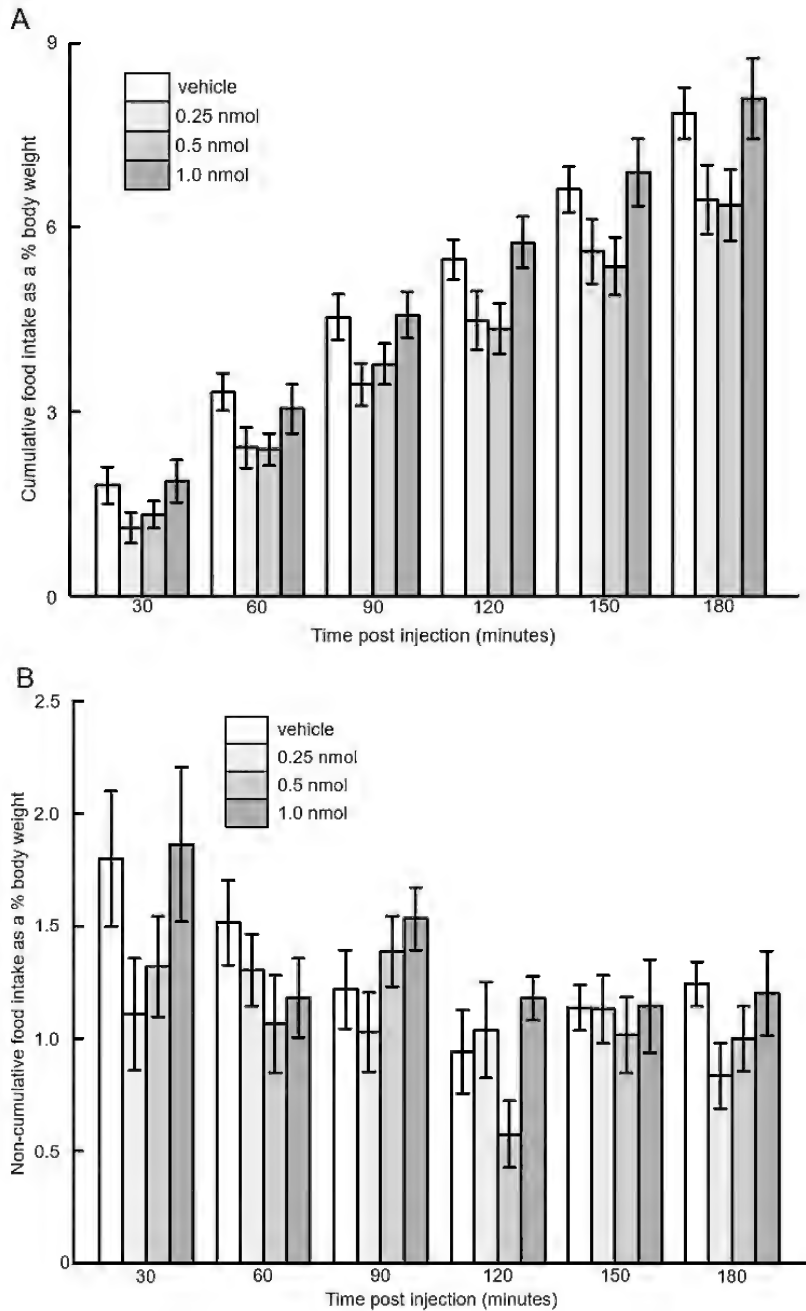 A
9
6
3
0
Cumulative food intake as a % body weight
vehicle
0.25 nmol
0.5 nmol
1.0 nmol
30 60 90 120 150 180
Time post injection (minutes)
B
2.5
2.0
1.5
1.0
0.5
0
Non-cumulative food intake as a % body weight
vehicle
0.25 nmol
0.5 nmol
1.0 nmol
30 60 90 120 150 180
Time post injection (minutes)